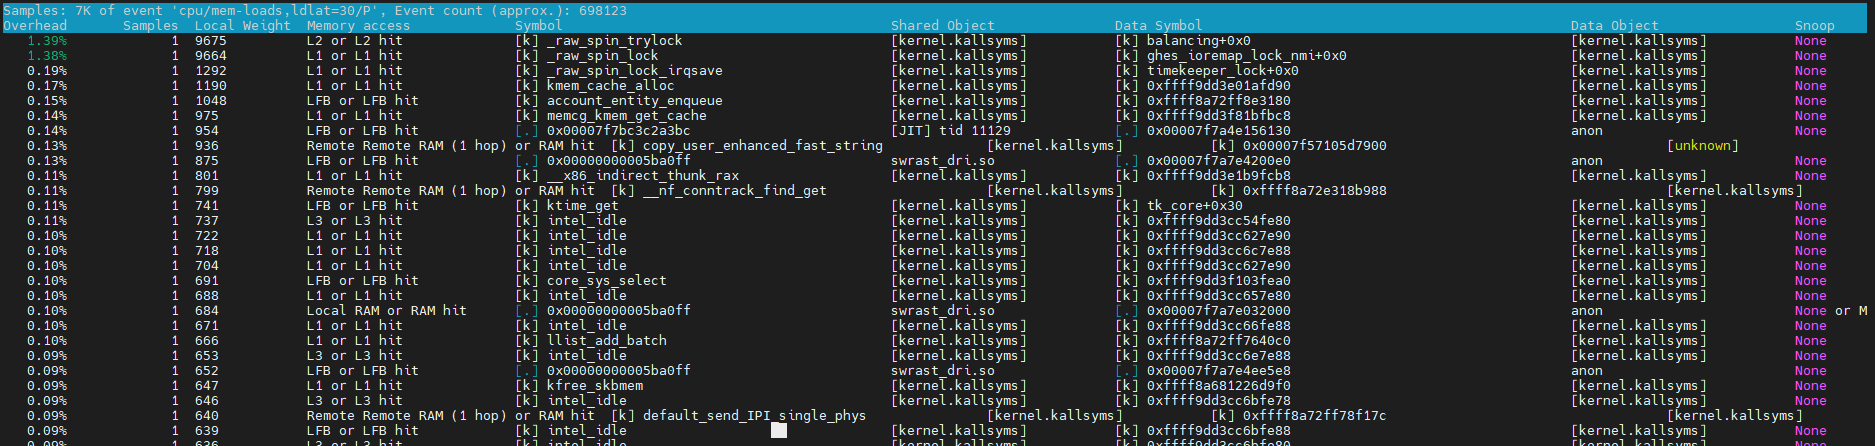 Samples: 7K of event 'cpu/mem-loads,ldlat=30/P', Event count (approx.): 698123
Overhead Samples Local Weight Memory access Symbol Shared Object Data Symbol Data Object Snoop
1.39% 1 9675 L2 or L2 hit [k] _raw_spin_trylock [kernel.kallsyms] [k] balancing+0x0 [kernel.kallsyms] None
1.38% 1 9664 L1 or L1 hit [k] _raw_spin_lock [kernel.kallsyms] [k] ghes_ioremap_lock_nmi+0x0 [kernel.kallsyms] None
0.19% 1 1292 L1 or L1 hit [k] _raw_spin_lock_irqsave [kernel.kallsyms] [k] timekeeper_lock+0x0 [kernel.kallsyms] None
0.17% 1 1190 L1 or L1 hit [k] kmem_cache_alloc [kernel.kallsyms] [k] 0xffff9dd3e01afd90 [kernel.kallsyms] None
0.15% 1 1048 LFB or LFB hit [k] account_entity_enqueue [kernel.kallsyms] [k] 0xffff8a72ff8e3180 [kernel.kallsyms] None
0.14% 1 975 L1 or L1 hit [k] memcg_kmem_get_cache [kernel.kallsyms] [k] 0xffff9dd3f81bfbc8 [kernel.kallsyms] None
0.14% 1 954 LFB or LFB hit [.] 0x00007f7bc3c2a3bc [JIT] tid 11129 [.] 0x00007f7a4e156130 anon None
0.13% 1 936 Remote Remote RAM (1 hop) or RAM hit [k] copy_user_enhanced_fast_string [kernel.kallsyms] [k] 0x00007f57105d7900 [unknown]
0.13% 1 875 LFB or LFB hit [.] 0x00000000005ba0ff swrast_dri.so [.] 0x00007f7a7e4200e0 anon None
0.11% 1 801 L1 or L1 hit [k] __x86_indirect_thunk_rax [kernel.kallsyms] [k] 0xffff9dd3e1b9fcb8 [kernel.kallsyms] None
0.11% 1 799 Remote Remote RAM (1 hop) or RAM hit [k] __nf_conntrack_find_get [kernel.kallsyms] [k] 0xffff8a72e318b988 [kernel.kallsyms]
0.11% 1 741 LFB or LFB hit [k] ktime_get [kernel.kallsyms] [k] tk_core+0x30 [kernel.kallsyms] None
0.11% 1 737 L3 or L3 hit [k] intel_idle [kernel.kallsyms] [k] 0xffff9dd3cc54fe80 [kernel.kallsyms] None
0.10% 1 722 L1 or L1 hit [k] intel_idle [kernel.kallsyms] [k] 0xffff9dd3cc627e90 [kernel.kallsyms] None
0.10% 1 718 L1 or L1 hit [k] intel_idle [kernel.kallsyms] [k] 0xffff9dd3cc6c7e88 [kernel.kallsyms] None
0.10% 1 704 L1 or L1 hit [k] intel_idle [kernel.kallsyms] [k] 0xffff9dd3cc627e90 [kernel.kallsyms] None
0.10% 1 691 LFB or LFB hit [k] core_sys_select [kernel.kallsyms] [k] 0xffff9dd3f103fea0 [kernel.kallsyms] None
0.10% 1 688 L1 or L1 hit [k] intel_idle [kernel.kallsyms] [k] 0xffff9dd3cc657e80 [kernel.kallsyms] None
0.10% 1 684 Local RAM or RAM hit [.] 0x00000000005ba0ff swrast_dri.so [.] 0x00007f7a7e032000 anon None or M
0.10% 1 671 L1 or L1 hit [k] intel_idle [kernel.kallsyms] [k] 0xffff9dd3cc66fe88 [kernel.kallsyms] None
0.10% 1 666 L1 or L1 hit [k] llist_add_batch [kernel.kallsyms] [k] 0xffff8a72ff7640c0 [kernel.kallsyms] None
0.09% 1 653 L3 or L3 hit [k] intel_idle [kernel.kallsyms] [k] 0xffff9dd3cc6e7e88 [kernel.kallsyms] None
0.09% 1 652 LFB or LFB hit [.] 0x00000000005ba0ff swrast_dri.so [.] 0x00007f7a7e4ee5e8 anon None
0.09% 1 647 L1 or L1 hit [k] kfree_skbmem [kernel.kallsyms] [k] 0xffff8a681226d9f0 [kernel.kallsyms] None
0.09% 1 646 L3 or L3 hit [k] intel_idle [kernel.kallsyms] [k] 0xffff9dd3cc6bfe78 [kernel.kallsyms] None
0.09% 1 640 Remote Remote RAM (1 hop) or RAM hit [k] default_send_IPI_single_phys [kernel.kallsyms] [k] 0xffff8a72ff78f17c [kernel.kallsyms]
0.09% 1 639 LFB or LFB hit [k] intel_idle [kernel.kallsyms] [k] 0xffff9dd3cc6bfe88 [kernel.kallsyms] None